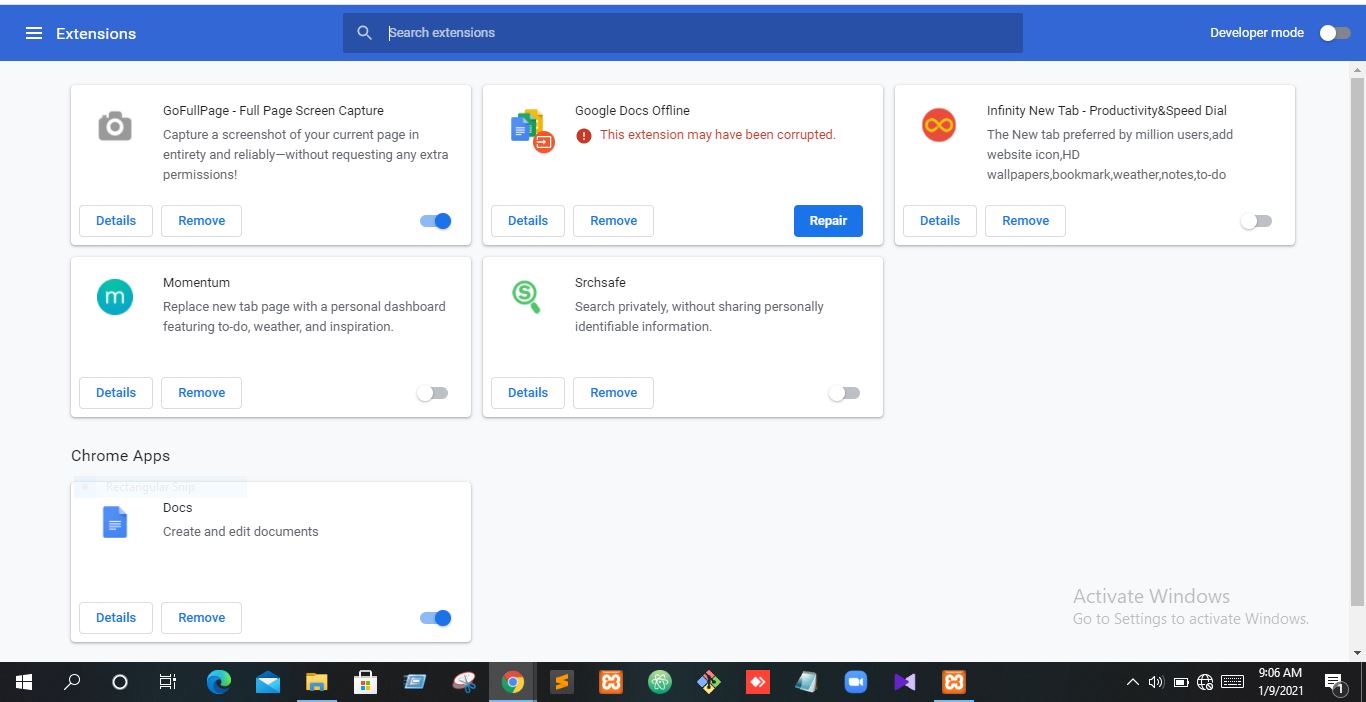 Extensions
Search extensions
Developer mode
GoFullPage - Full Page Screen Capture
Capture a screenshot of your current page in
entirety and reliably—without requesting any extra
permissions!
Details
Remove
Google Docs Offline
This extension may have been corrupted.
Details
Remove
Repair
Infinity New Tab - Productivity&Speed Dial
The New tab preferred by million users,add
website icon,HD
wallpapers,bookmark,weather,notes,to-do
Details
Remove
Momentum
Replace new tab page with a personal dashboard
featuring to-do, weather, and inspiration.
Details
Remove
Srchsafe
Search privately, without sharing personally
identifiable information.
Details
Remove
Chrome Apps
Rectangular Snip
Docs
Create and edit documents
Details
Remove
Activate Windows
Go to Settings to activate Windows.
9:06 AM
1/9/2021
1